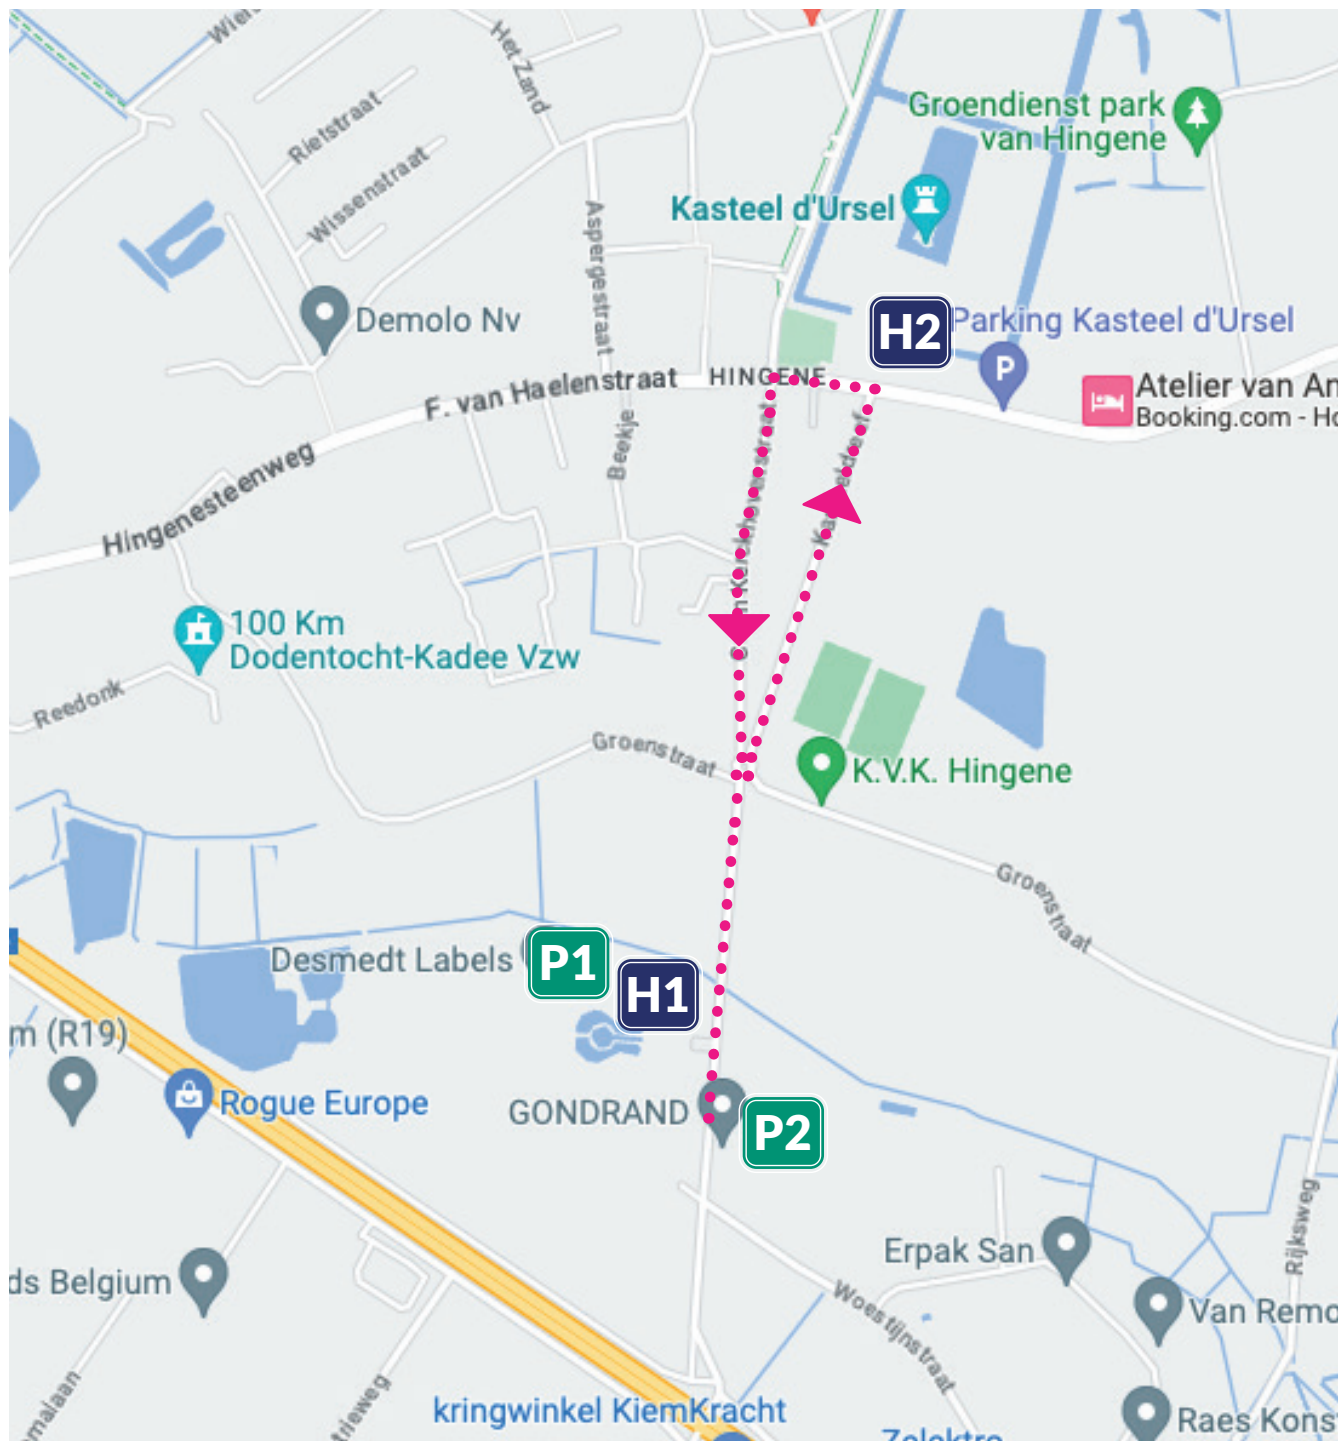 Het Zand
Rietstraat
Wissenstraat
Groendienst park
van Hingene
Kasteel d'Ursel
Aspergestraat
Demolo Nv
H2
Parking Kasteel d'Ursel
P
HINGENE
F. van Haelenstraat
Atelier van An
Booking.com - Ho
Beekje
Hingenesteenweg
100 Km
Dodentocht-Kadee Vzw
Reedonk
Groenstraat
K.V.K. Hingene
Groenstraat
Desmedt Labels
P1
H1
m (R19)
Rogue Europe
GONDRAND
P2
Rijksweg
Erpak San
ds Belgium
Woestijnstraat
Van Remo
omalaan
trieweg
kringwinkel KiemKracht
Raes Kons